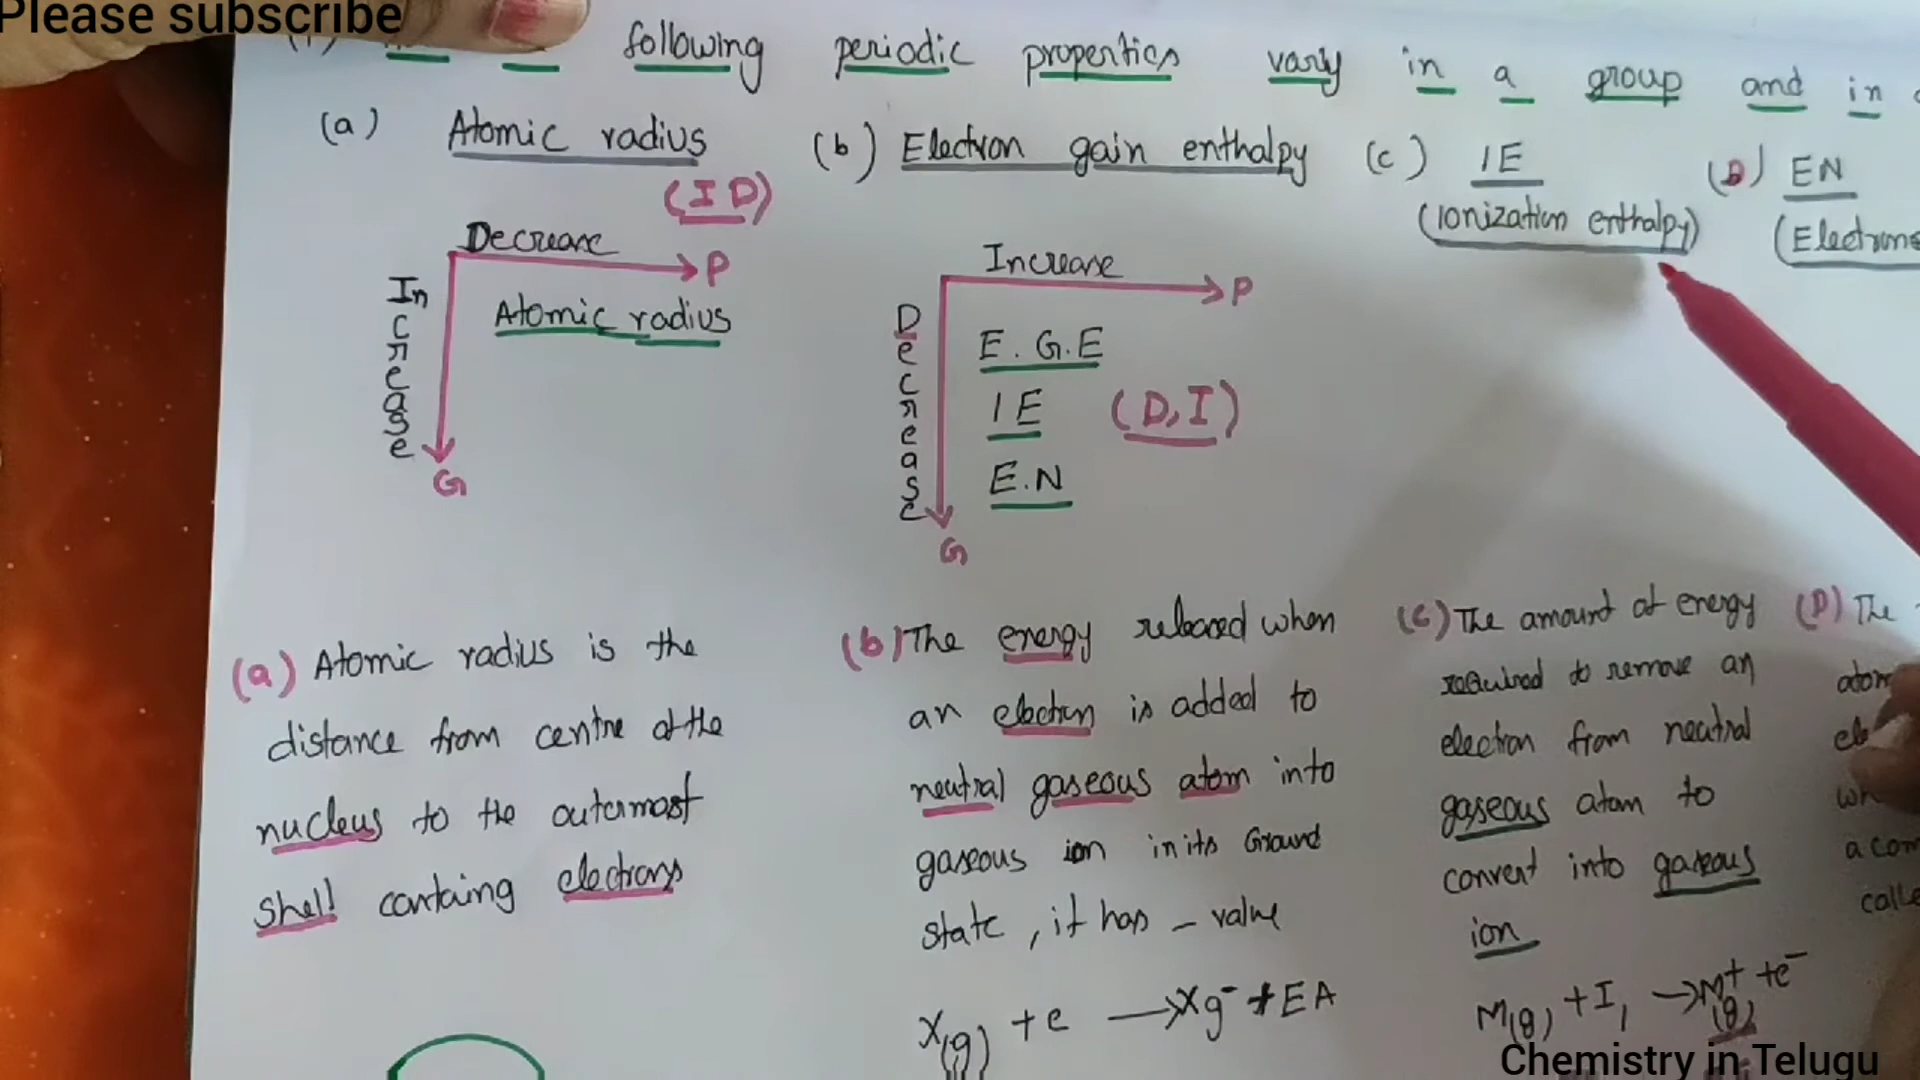 Please subscribe
following periodic properties vary in a group and in
(a) Atomic radius
(b) Electron gain enthalpy
(c) IE
(Ionization enthalpy)
(D) EN
(I D)
Decrease
P
Increase
Atomic radius
G
Increase
P
Decrease
E.G.E
IE
(D,I)
E.N
G
(a) Atomic radius is the
distance from centre of the
nucleus to the outermost
shell containg electrons
(b) The energy released when
an electron is added to
neutral gaseous atom into
gaseous ion in its Ground
state, it has - value
X(g) + e → Xg⁻ + EA
(C) The amount of energy
required to remove an
electron from neutral
gaseous atom to
convert into gaseous
ion
M(g) + I₁ → M⁺(g) + e⁻
(D) The
Chemistry in Telugu